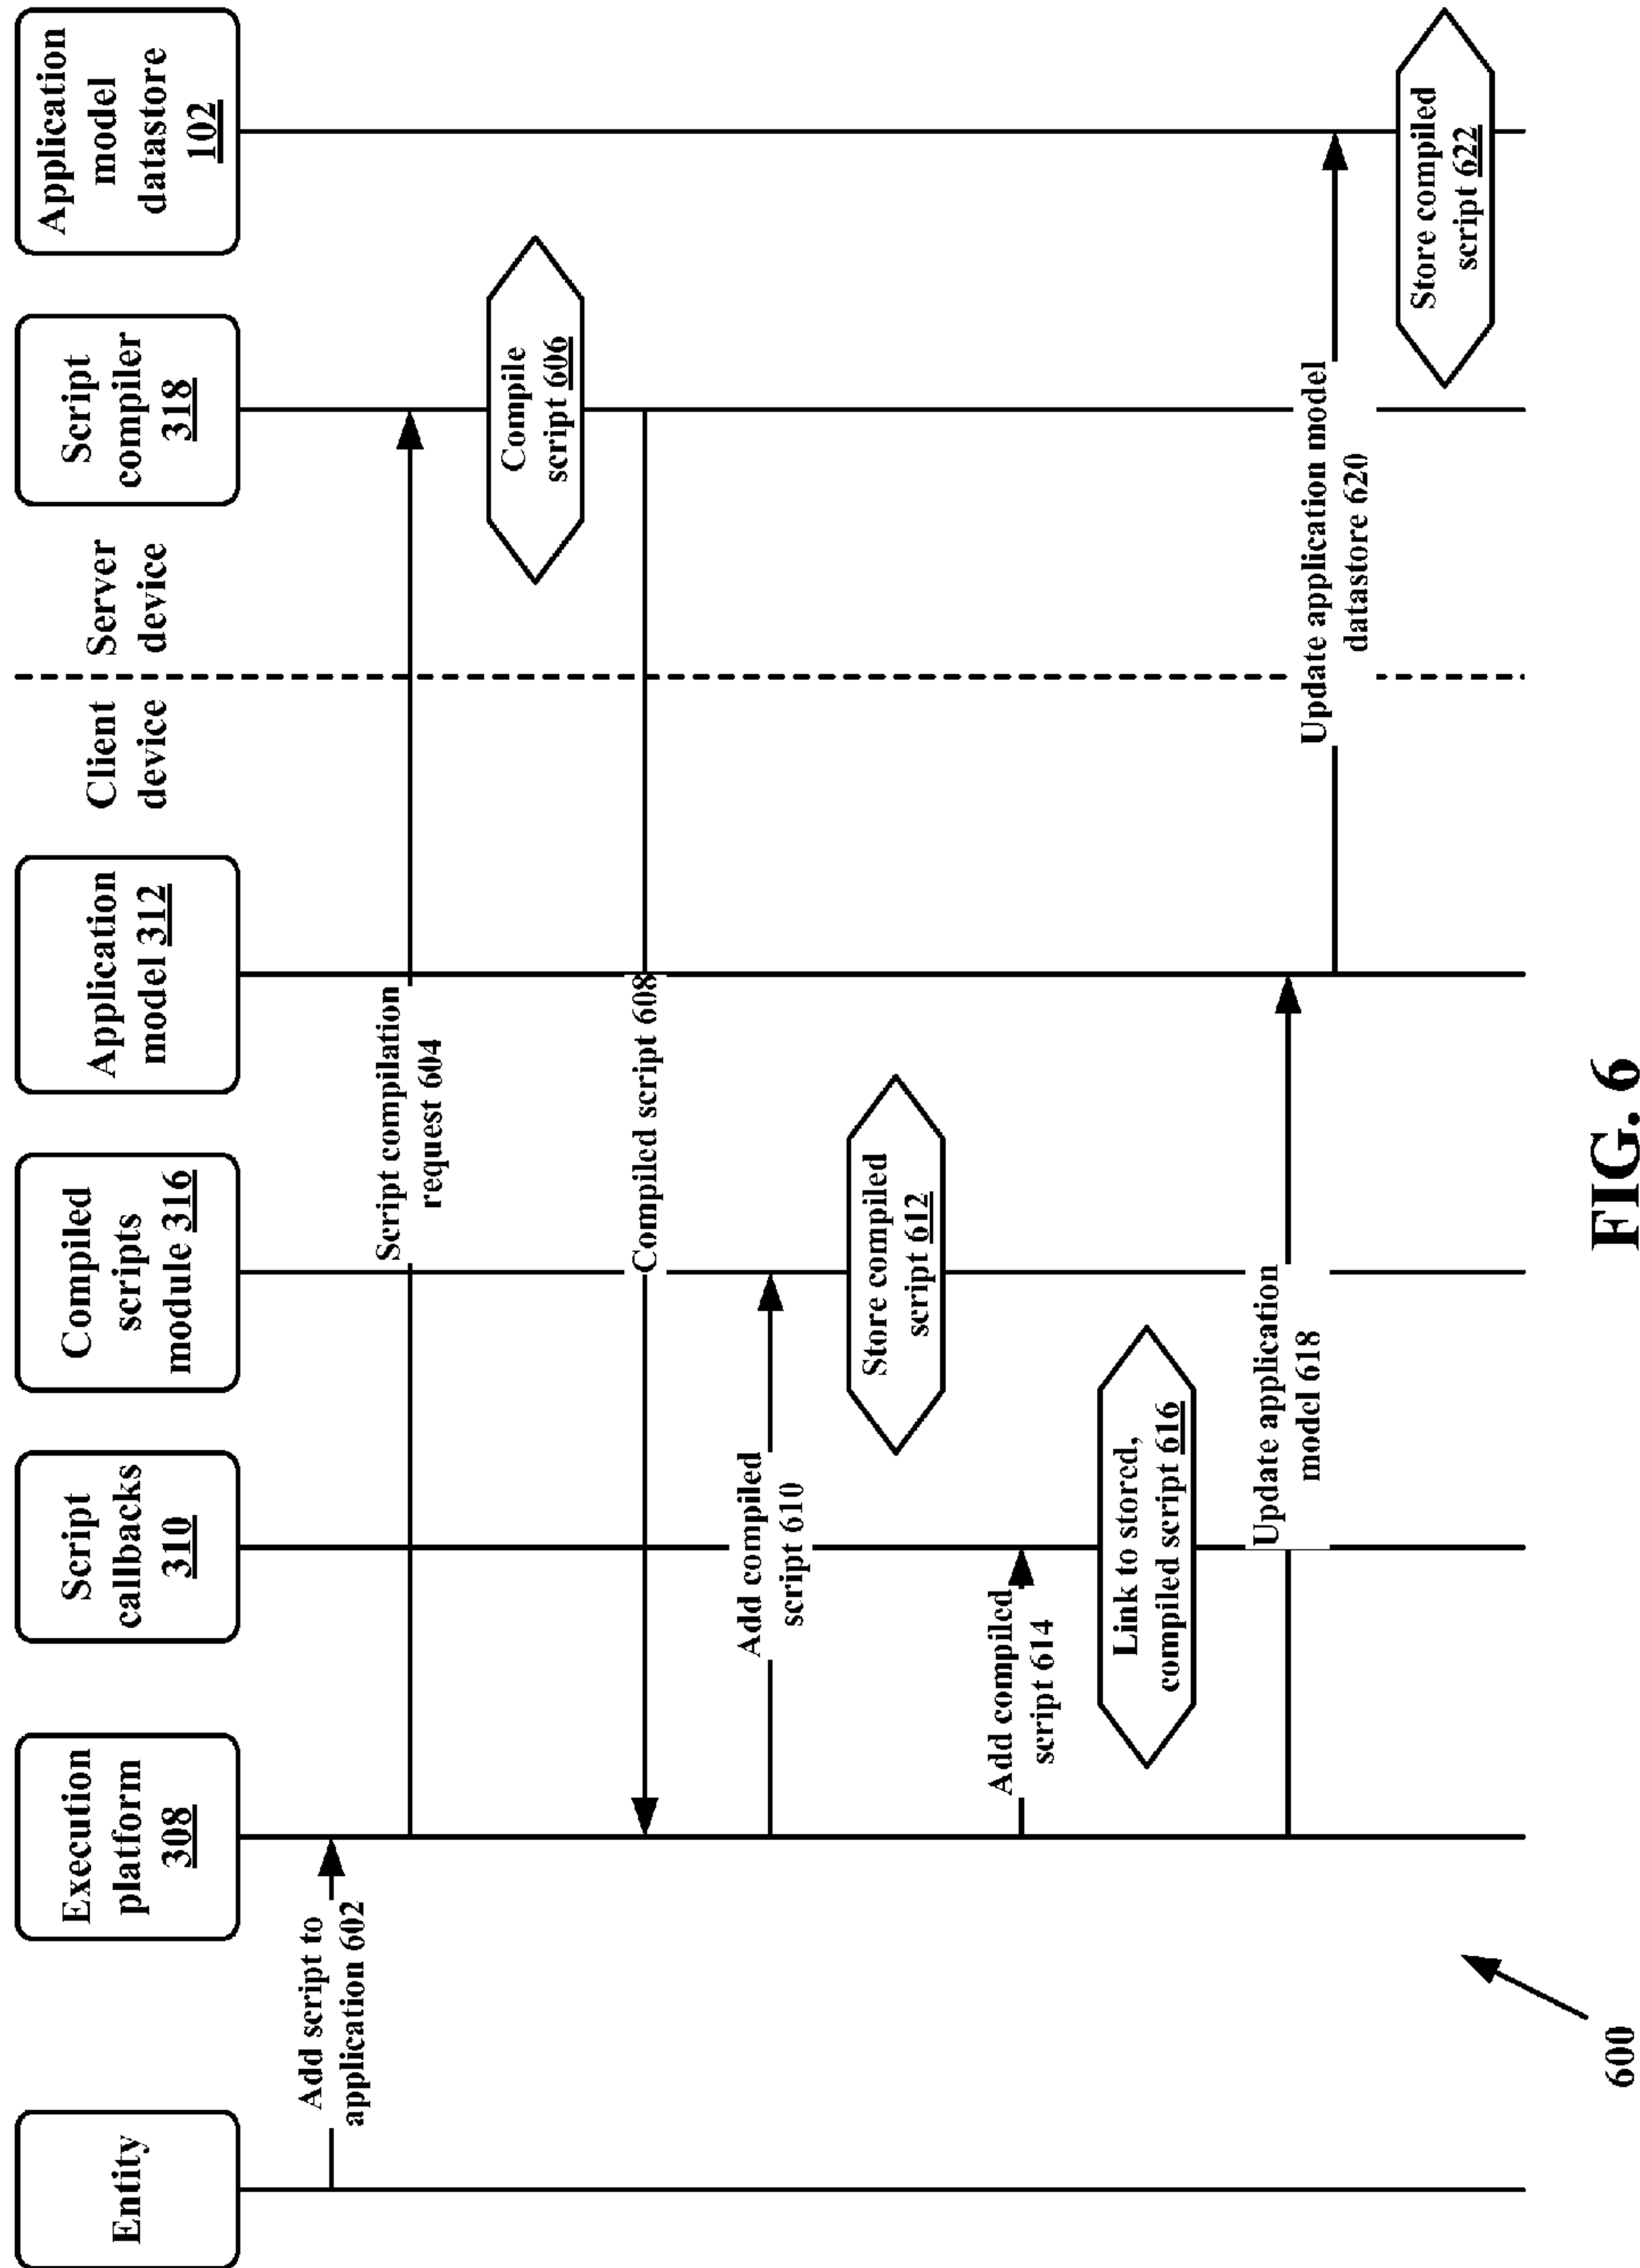 Entity
Execution
platform
308
Script
callbacks
310
Compiled
scripts
module 316
Application
model 312
Client
device
Server
device
Script
compiler
318
Application
model
datastore
102
Add script to
application 602
Script compilation
request 604
Compile
script 606
Compiled script 608
Add compiled
script 610
Store compiled
script 612
Add compiled
script 614
Link to stored,
compiled script 616
Update application
model 618
Update application model
datastore 620
Store compiled
script 622
600
FIG. 6